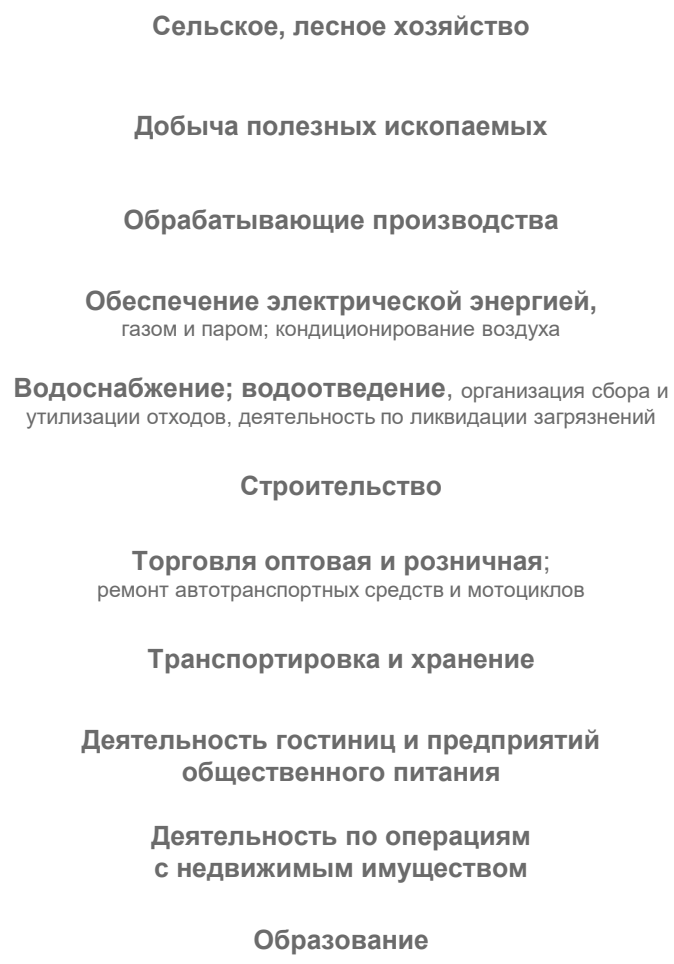 Сельское, лесное хозяйство
Добыча полезных ископаемых
Обрабатывающие производства
Обеспечение электрической энергией,
газом и паром; кондиционирование воздуха
Водоснабжение; водоотведение, организация сбора и
утилизации отходов, деятельность по ликвидации загрязнений
Строительство
Торговля оптовая и розничная;
ремонт автотранспортных средств и мотоциклов
Транспортировка и хранение
Деятельность гостиниц и предприятий
общественного питания
Деятельность по операциям
с недвижимым имуществом
Образование